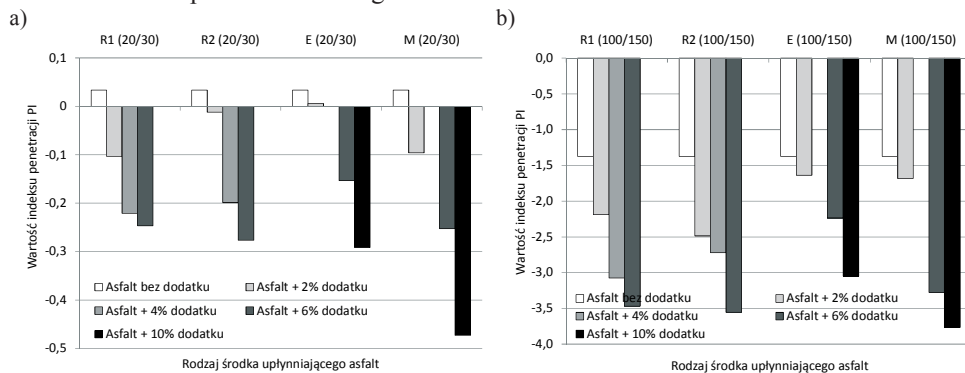 a)
R1 (20/30) R2 (20/30) E (20/30) M (20/30)
0,1
0
-0,1
-0,2
-0,3
-0,4
-0,5
Wartość indeksu penetracji PI
Asfalt bez dodatku
Asfalt + 2% dodatku
Asfalt + 4% dodatku
Asfalt + 6% dodatku
Asfalt + 10% dodatku
Rodzaj środka upłynniającego asfalt
b)
R1 (100/150) R2 (100/150) E (100/150) M (100/150)
0,0
-0,5
-1,0
-1,5
-2,0
-2,5
-3,0
-3,5
-4,0
Wartość indeksu penetracji PI
Asfalt bez dodatku
Asfalt + 2% dodatku
Asfalt + 4% dodatku
Asfalt + 6% dodatku
Asfalt + 10% dodatku
Rodzaj środka upłynniającego asfalt